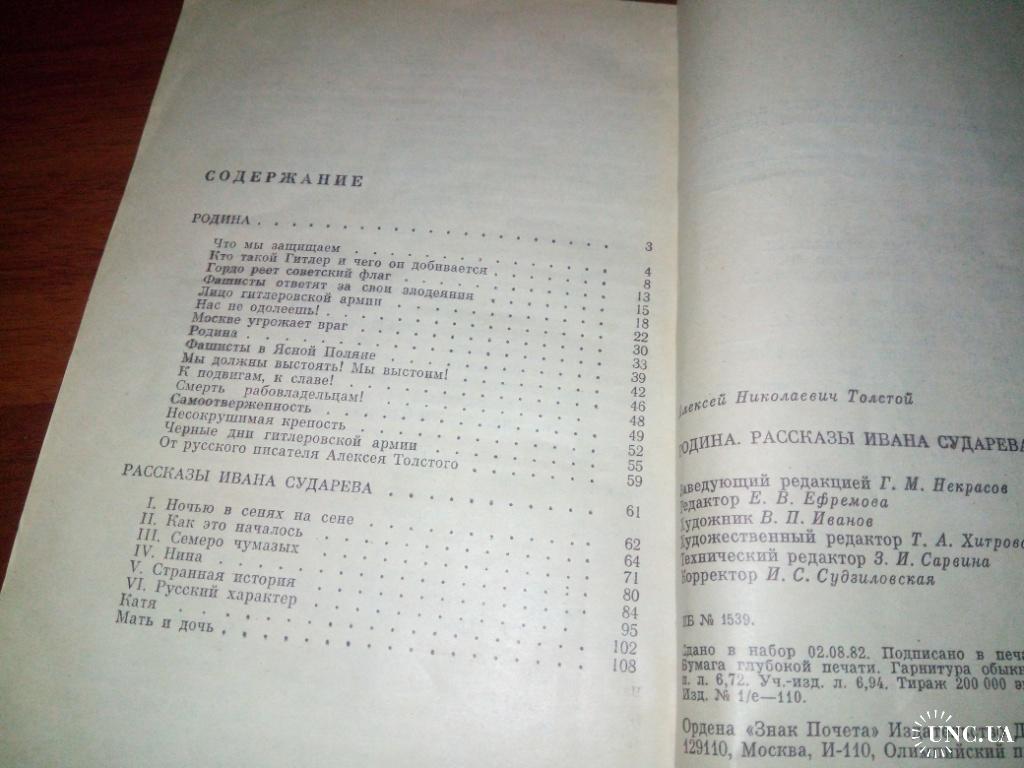 СОДЕРЖАНИЕ
РОДИНА . . . 3
Что мы защищаем . . . 4
Кто такой Гитлер и чего он добивается . . . 8
Гордо реет советский флаг . . . 13
Фашисты ответят за свои злодеяния . . . 15
Лицо гитлеровской армии . . . 18
Нас не одолеешь! . . . 22
Москве угрожает враг . . . 30
Родина . . . 33
Фашисты в Ясной Поляне . . . 39
Мы должны выстоять! Мы выстоим! . . . 42
К подвигам, к славе! . . . 46
Смерть рабовладельцам! . . . 48
Самоотверженность . . . 49
Несокрушимая крепость . . . 52
Черные дни гитлеровской армии . . . 55
От русского писателя Алексея Толстого . . . 59
РАССКАЗЫ ИВАНА СУДАРЕВА . . . 61
I. Ночью в сенях на сене . . . 62
II. Как это началось . . . 64
III. Семеро чумазых . . . 71
IV. Нина . . . 80
V. Странная история . . . 84
VI. Русский характер . . . 95
Катя . . . 102
Мать и дочь . . . 108
Алексей Николаевич Толстой
РОДИНА. РАССКАЗЫ ИВАНА СУДАРЕВА
Заведующий редакцией Г. М. Некрасов
Редактор Е. В. Ефремова
Художник В. П. Иванов
Художественный редактор Т. А. Хитрова
Технический редактор З. И. Сарвина
Корректор И. С. Судзиловская
ИБ № 1539.
Сдано в набор 02.08.82. Подписано в печа
Бумага глубокой печати. Гарнитура обыкн
п. л. 6,72. Уч.-изд. л. 6,94. Тираж 200 000 эк
Изд. № 1/е—110.
Ордена «Знак Почета» Изда
129110, Москва, И-110, Олимпийский п
UNC.UA